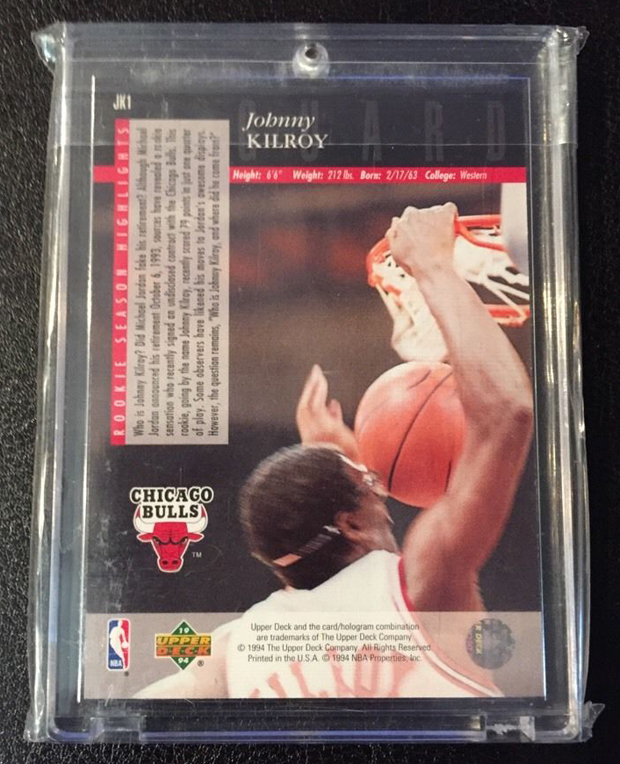 JK1
GUARD
Johnny
KILROY
Height: 6'6" Weight: 212 lbs. Born: 2/17/63 College: Western
ROOKIE SEASON HIGHLIGHTS
Who is Johnny Kilroy? Did Michael Jordan fake his retirement? Although Michael
Jordan announced his retirement October 6, 1993, sources have revealed a rookie
sensation who recently signed an undisclosed contract with the Chicago Bulls. This
rookie, going by the name Johnny Kilroy, recently scored 79 points in just one quarter
of play. Some observers have likened his moves to Jordan's awesome displays.
However, the question remains, "Who is Johnny Kilroy, and where did he come from?"
CHICAGO
BULLS
TM
NBA
19
UPPER
DECK
94
®
Upper Deck and the card/hologram combination
are trademarks of The Upper Deck Company
© 1994 The Upper Deck Company. All Rights Reserved.
Printed in the U.S.A. © 1994 NBA Properties, Inc.